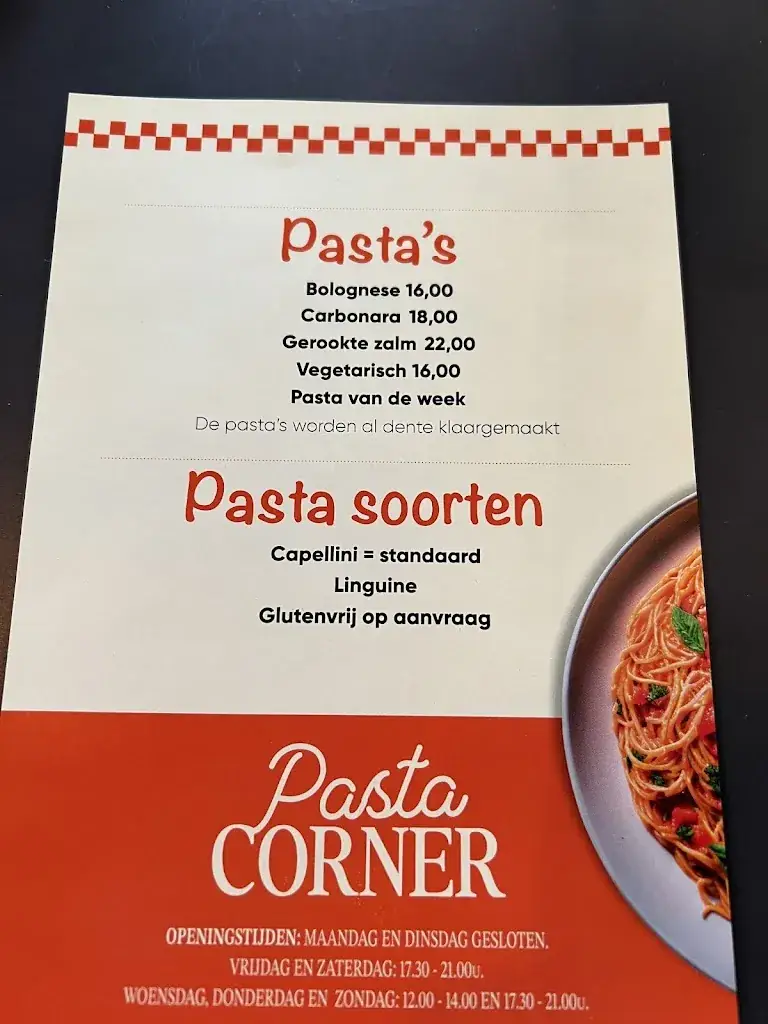 Pasta's
Bolognese 16,00
Carbonara 18,00
Gerookte zalm 22,00
Vegetarisch 16,00
Pasta van de week
De pasta's worden al dente klaargemaakt
Pasta soorten
Capellini = standaard
Linguine
Glutenvrij op aanvraag
Pasta
CORNER
OPENINGSTIJDEN: MAANDAG EN DINSDAG GESLOTEN.
VRIJDAG EN ZATERDAG: 17.30 - 21.00U.
WOENSDAG, DONDERDAG EN ZONDAG: 12.00 - 14.00 EN 17.30 - 21.00U.